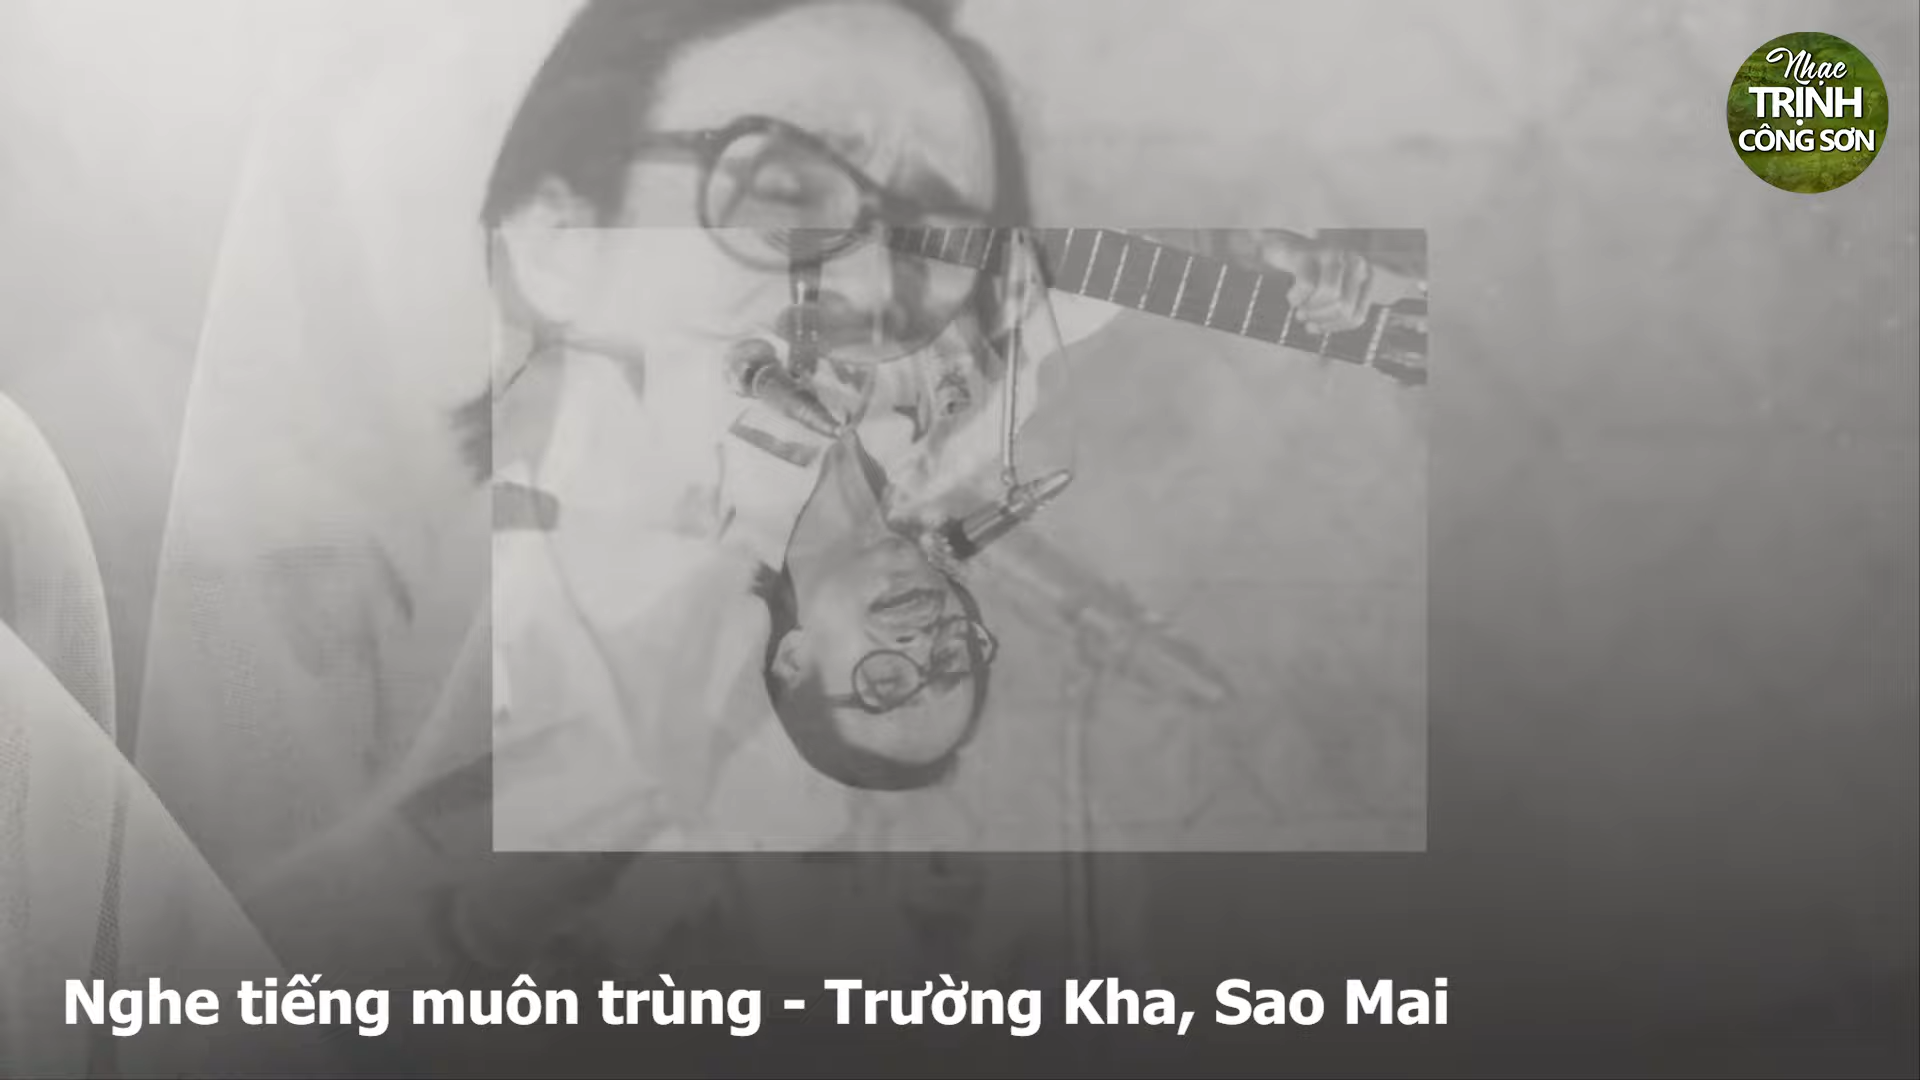 Nhạc
TRỊNH
CÔNG SƠN
Nghe tiếng muôn trùng - Trường Kha, Sao Mai